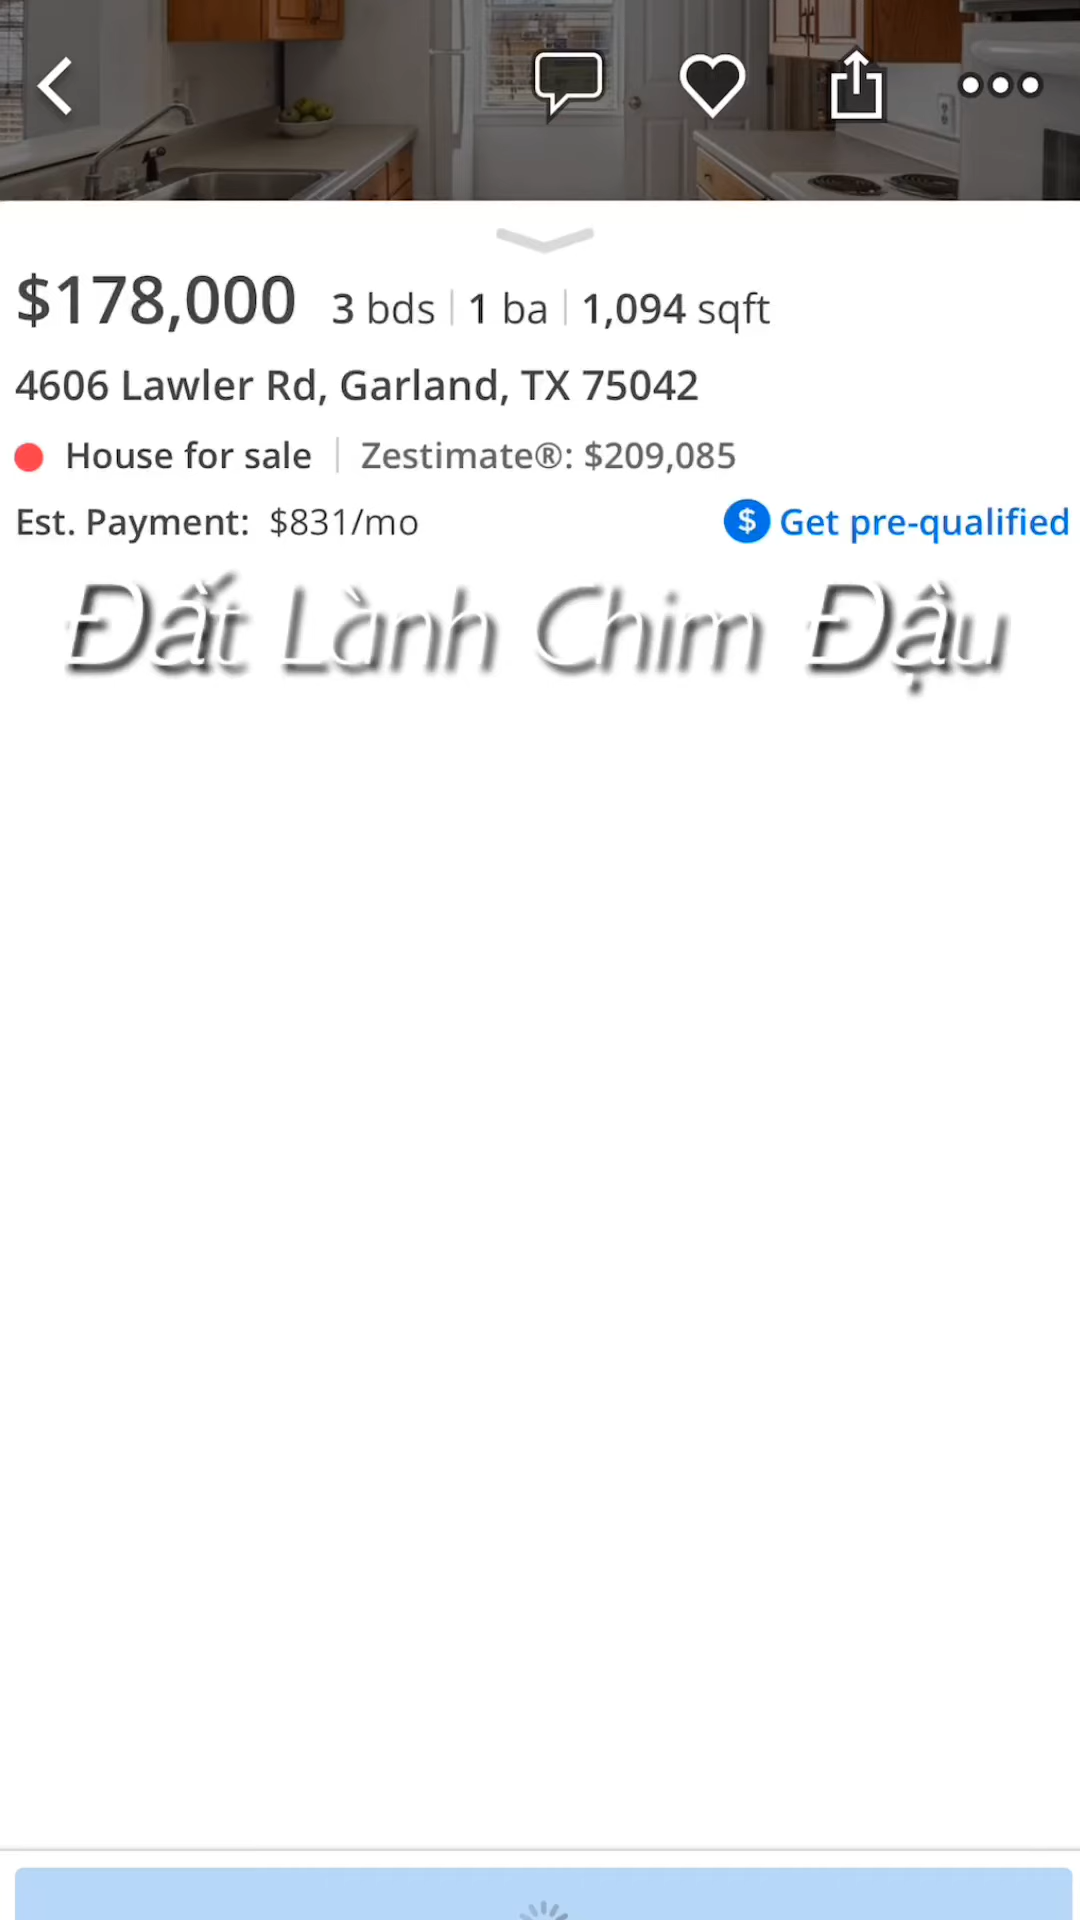 $178,000 3 bds 1 ba 1,094 sqft
4606 Lawler Rd, Garland, TX 75042
House for sale Zestimate®: $209,085
Est. Payment: $831/mo $ Get pre-qualified
Đất Lành Chim Đậu